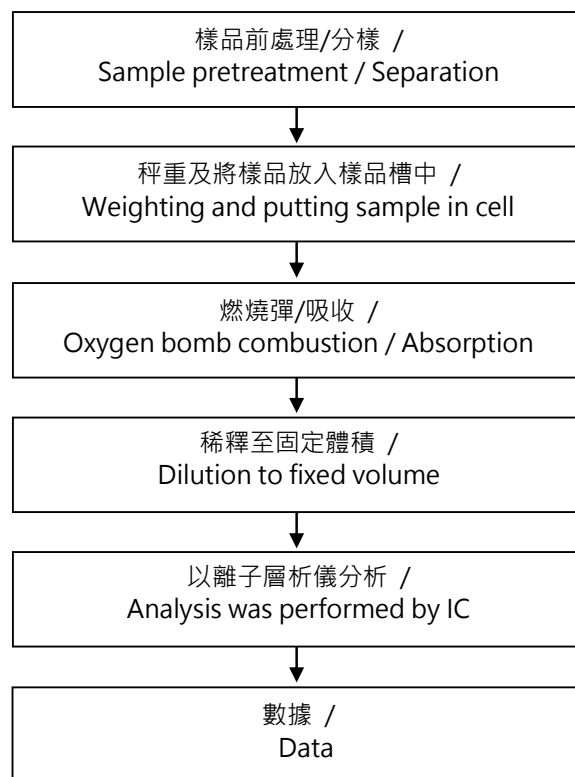 樣品前處理/分樣 /
Sample pretreatment / Separation
秤重及將樣品放入樣品槽中 /
Weighting and putting sample in cell
燃燒彈/吸收 /
Oxygen bomb combustion / Absorption
稀釋至固定體積 /
Dilution to fixed volume
以離子層析儀分析 /
Analysis was performed by IC
數據 /
Data